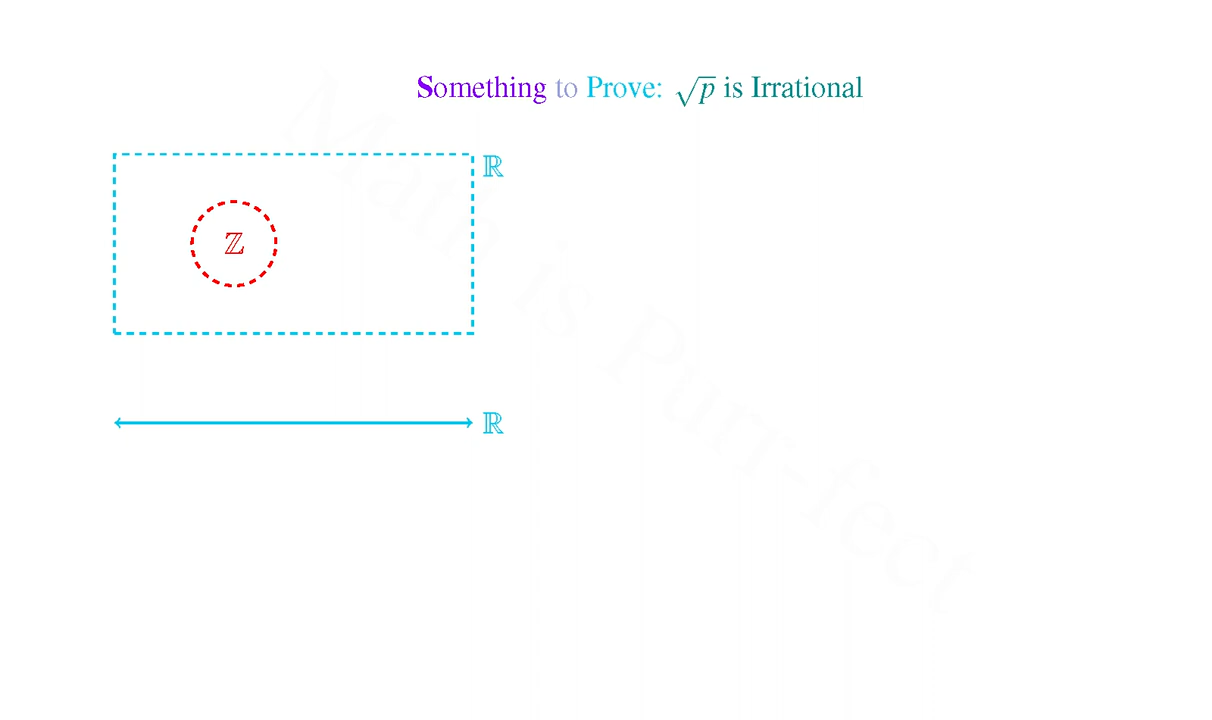 Something to Prove: √p is Irrational
ℝ
ℤ
ℝ
Math is Purr-fect